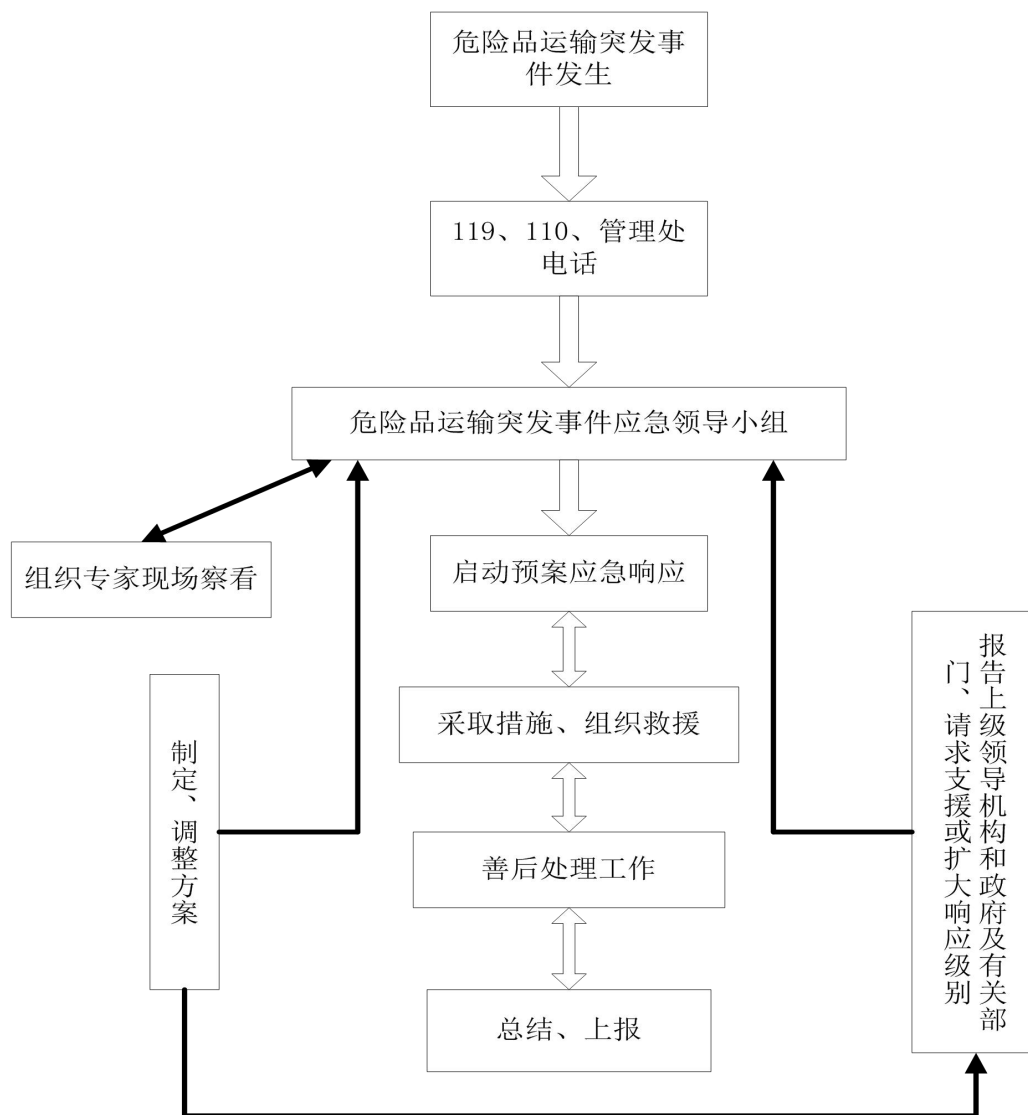 危险品运输突发事
件发生
119、110、管理处
电话
危险品运输突发事件应急领导小组
组织专家现场察看
启动预案应急响应
采取措施、组织救援
制定、调整方案
善后处理工作
总结、上报
报告上级领导机构和政府及有关部
门、请求支援或扩大响应级别